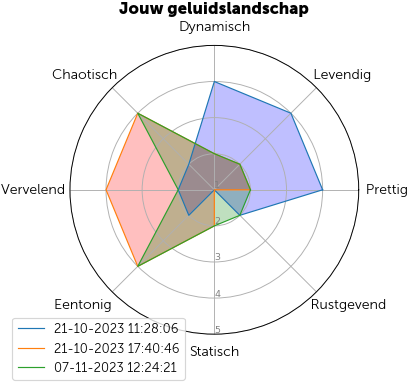 Jouw geluidslandschap
Dynamisch
Chaotisch
Levendig
Vervelend
Prettig
2
3
4
5
Eentonig
Rustgevend
Statisch
21-10-2023 11:28:06
21-10-2023 17:40:46
07-11-2023 12:24:21